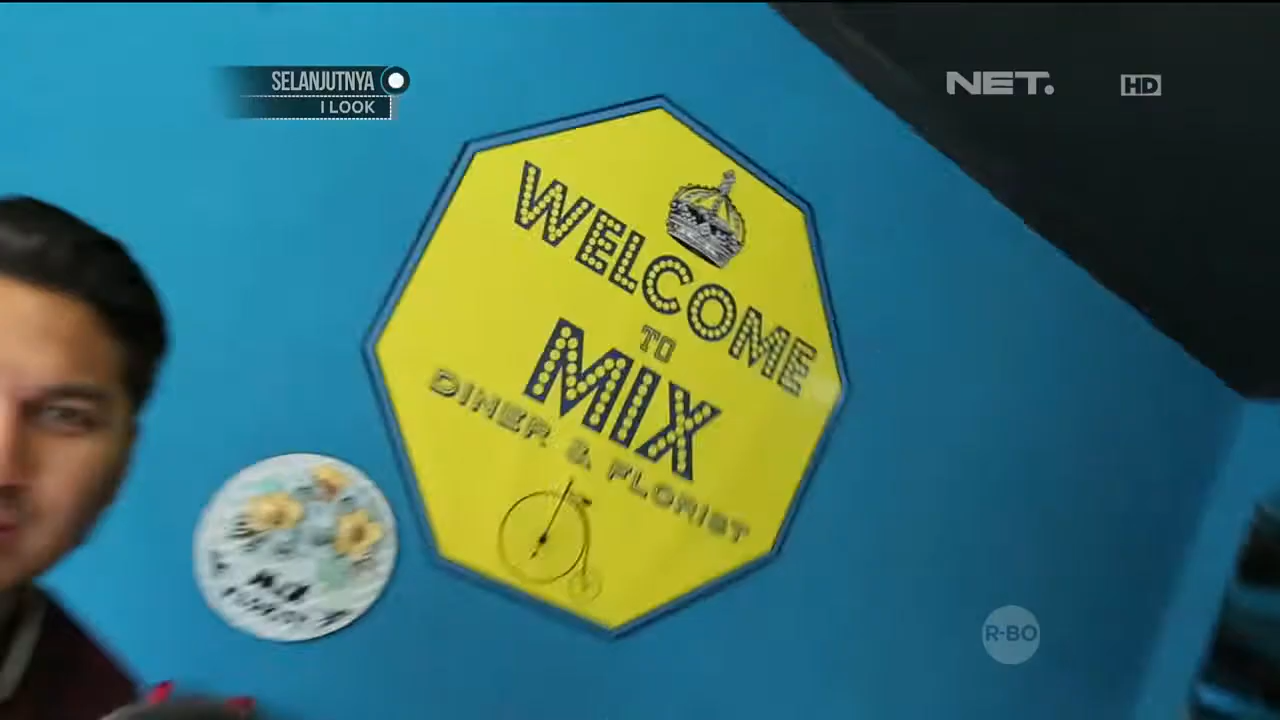 SELANJUTNYA
I LOOK
NET.
HD
WELCOME
TO
MIX
DINER & FLORIST
R-BO